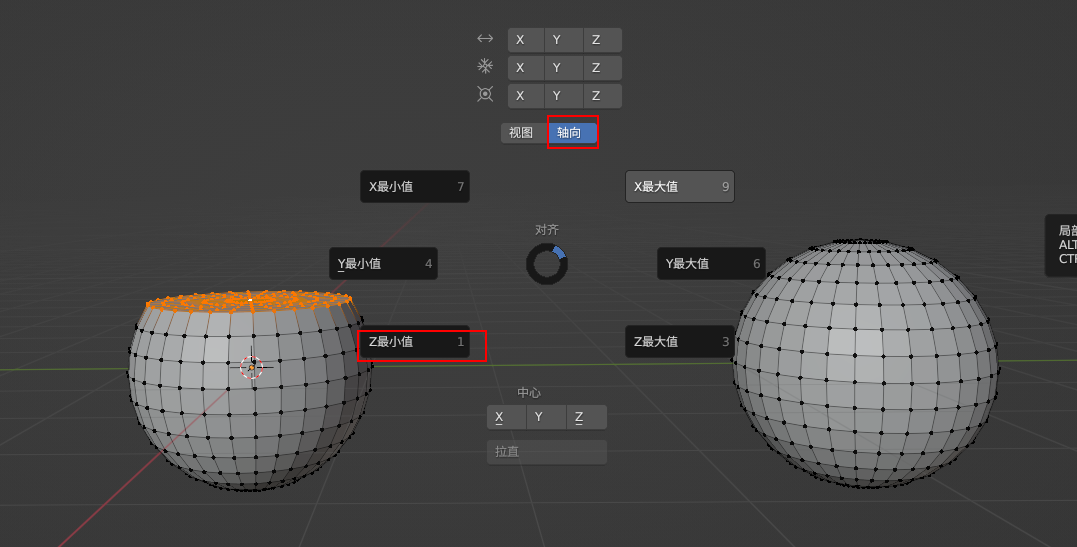 X Y Z
X Y Z
X Y Z
视图 轴向
X最小值 7
X最大值 9
对齐
Y最小值 4
Y最大值 6
局部
ALT
CT
Z最小值 1
Z最大值 3
中心
X Y Z
拉直